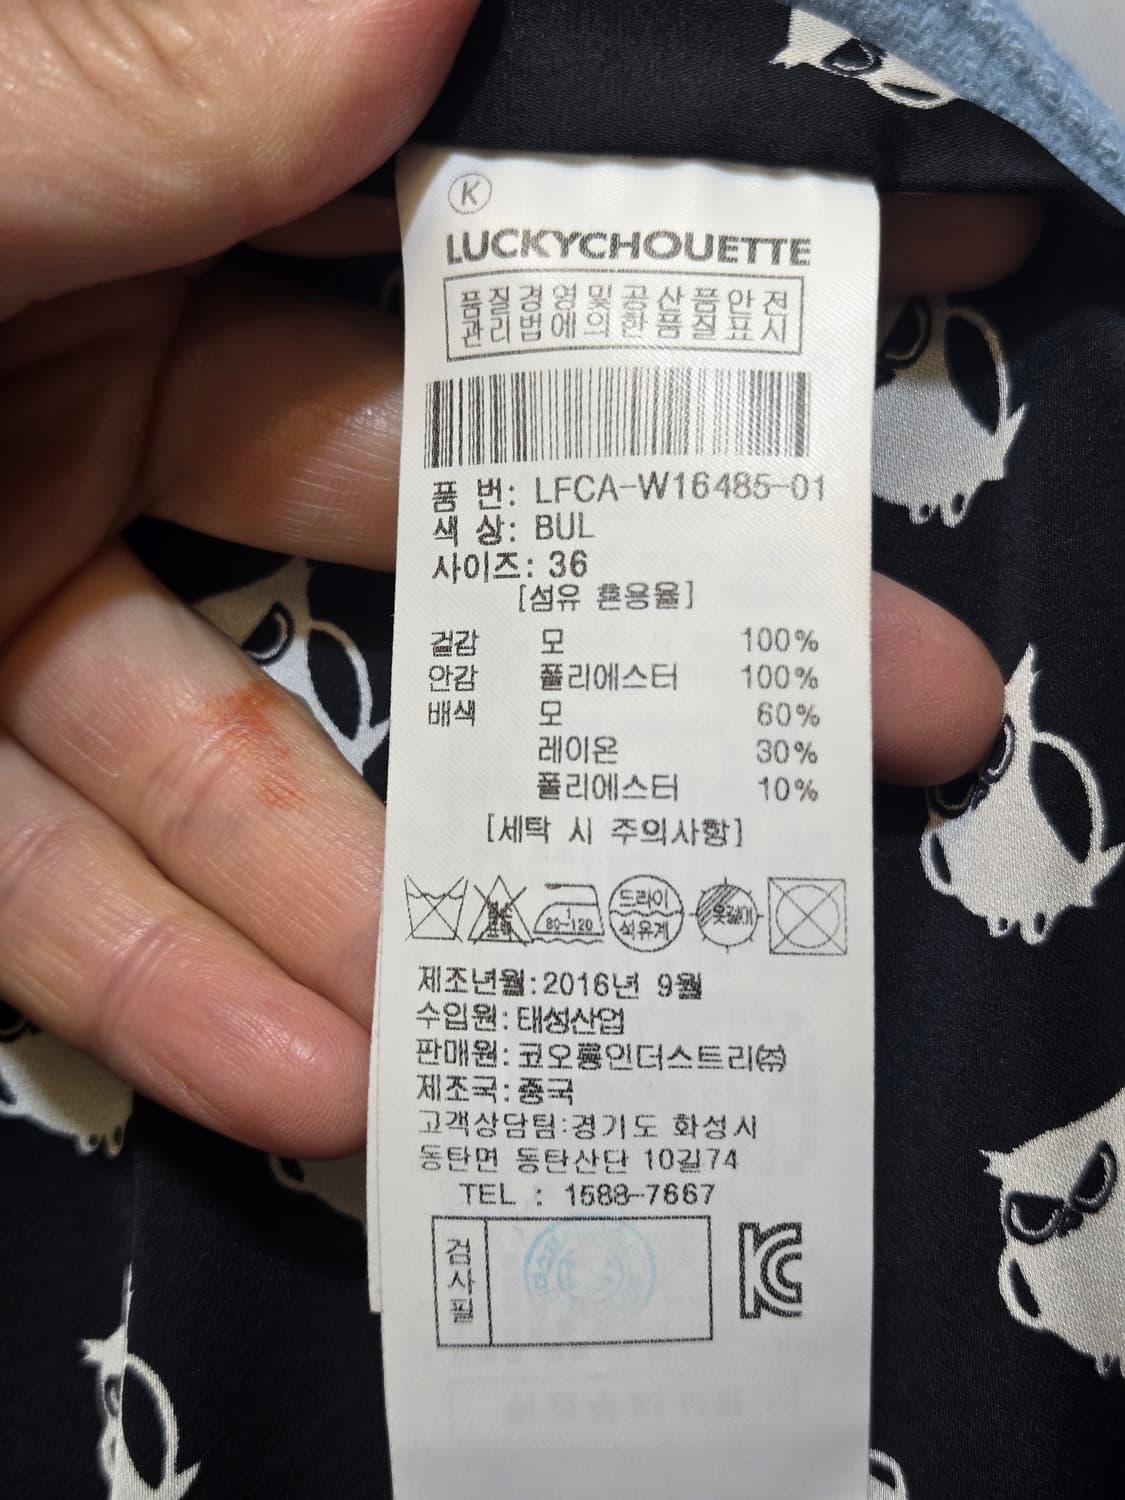 K
LUCKYCHOUETTE
품질경영및공산품안전
관리법에의한품질표시
품 번: LFCA-W16485-01
색 상: BUL
사이즈: 36
[섬유 혼용율]
겉감 모 100%
안감 폴리에스터 100%
배색 모 60%
레이온 30%
폴리에스터 10%
[세탁 시 주의사항]
80-120
드라이
석유계
옷걸이
제조년월:2016년 9월
수입원:태성산업
판매원:코오롱인더스트리㈜
제조국:중국
고객상담팀:경기도 화성시
동탄면 동탄산단 10길74
TEL : 1588-7667
검사필
KC